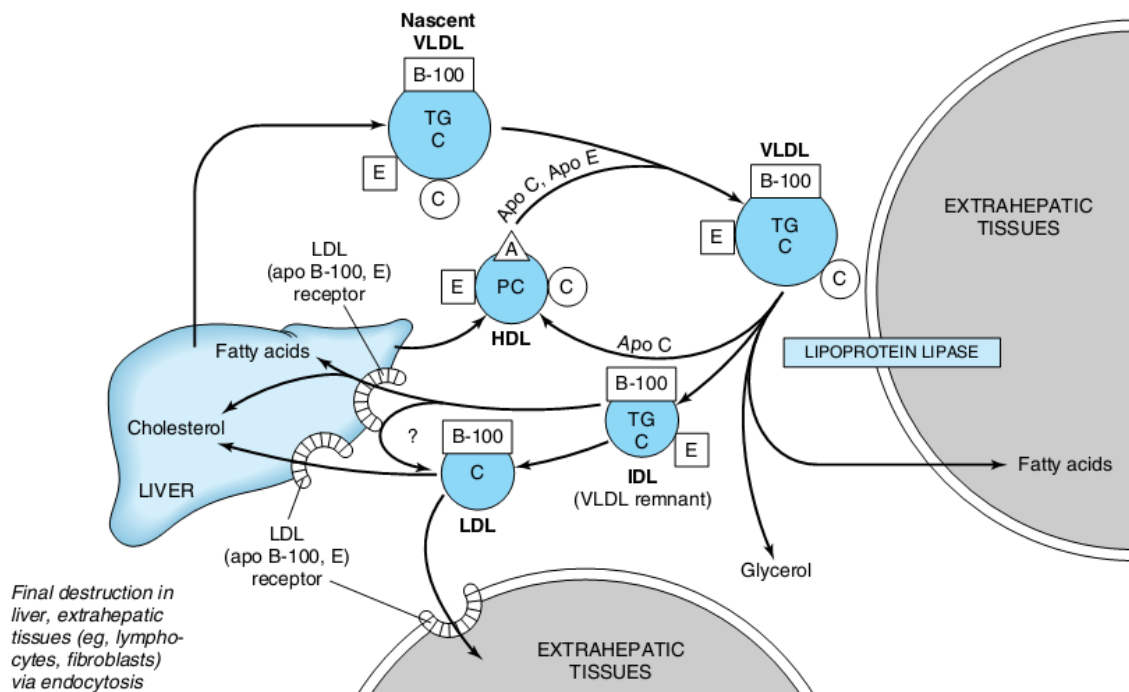 Nascent
VLDL
B-100
TG
C
E
C
Apo C, Apo E
VLDL
B-100
TG
C
E
C
EXTRAHEPATIC
TISSUES
LDL
(apo B-100, E)
receptor
A
E
PC
C
HDL
Apo C
LIPOPROTEIN LIPASE
Fatty acids
Cholesterol
LIVER
?
B-100
C
LDL
B-100
TG
C
E
IDL
(VLDL remnant)
Fatty acids
Glycerol
LDL
(apo B-100, E)
receptor
Final destruction in
liver, extrahepatic
tissues (eg, lympho-
cytes, fibroblasts)
via endocytosis
EXTRAHEPATIC
TISSUES